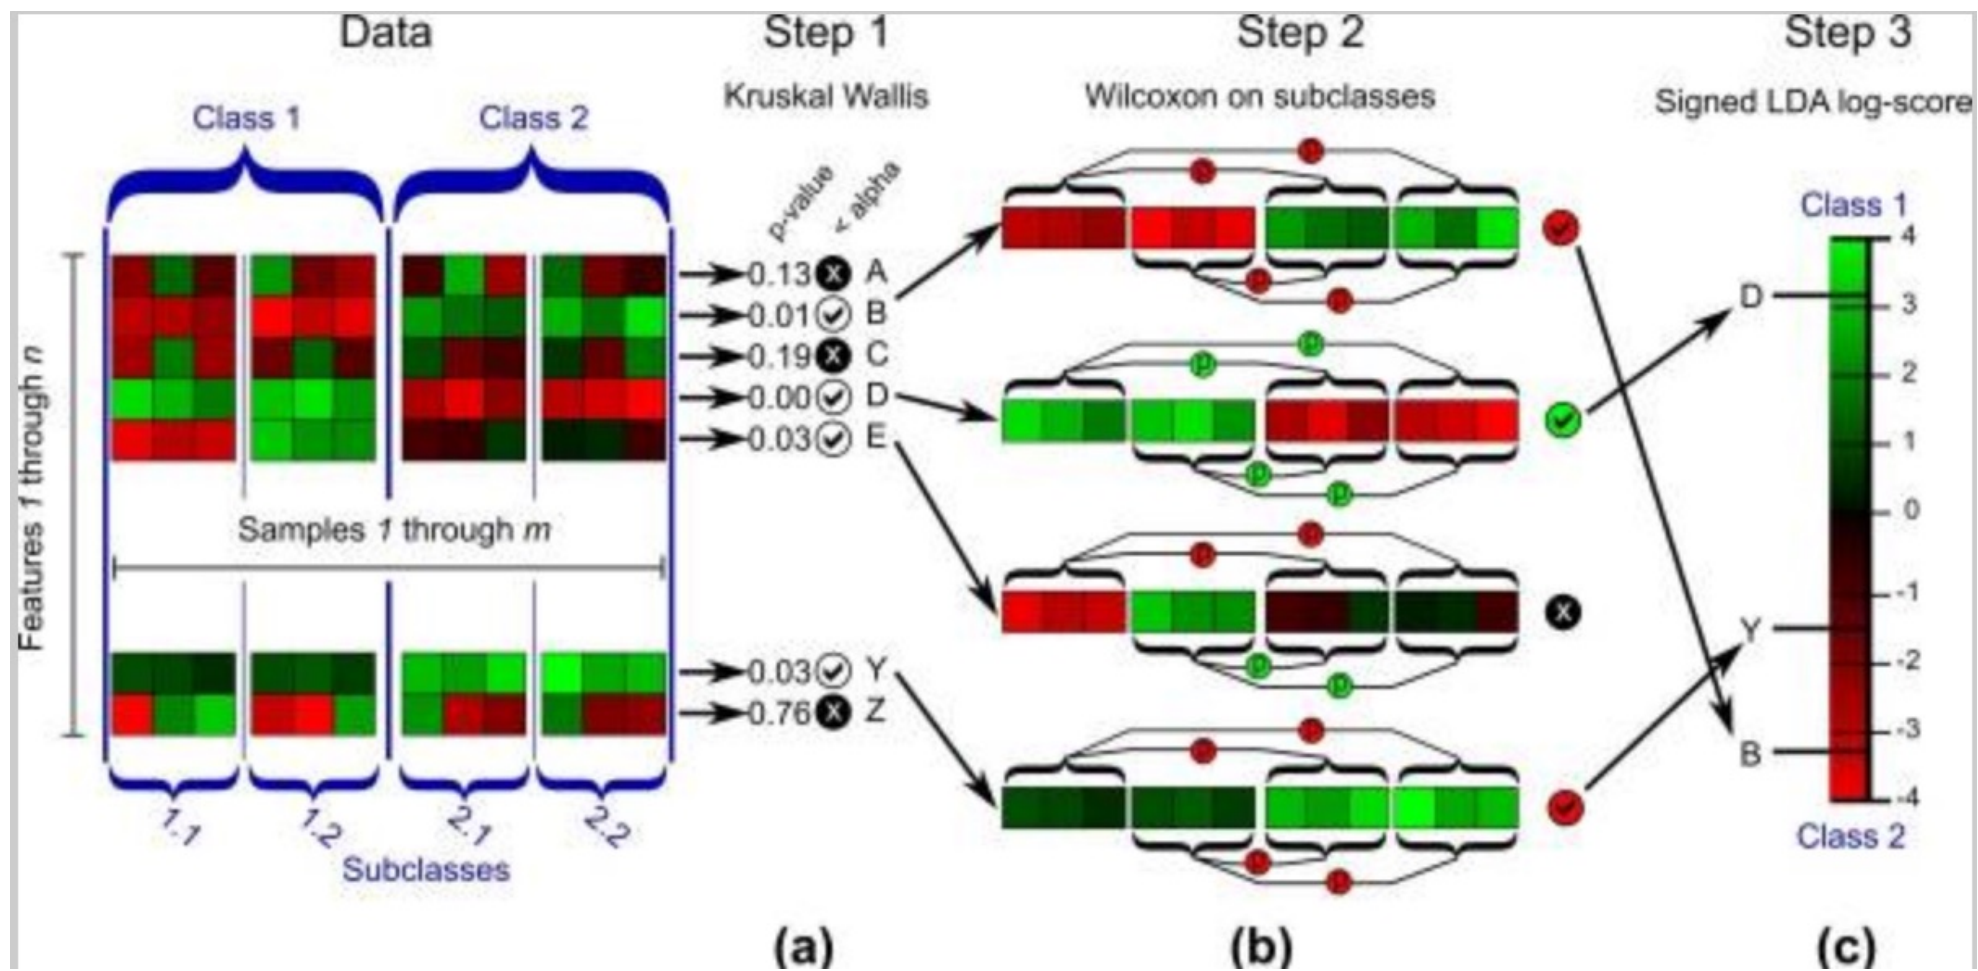 Data
Step 1
Step 2
Step 3
Kruskal Wallis
Wilcoxon on subclasses
Signed LDA log-score
Class 1
Class 2
p-value
< alpha
0.13 x A
0.01 B
0.19 x C
0.00 D
0.03 E
0.03 Y
0.76 x Z
Features 1 through n
Samples 1 through m
1.1
1.2
2.1
2.2
Subclasses
p
p
p
p
p
p
p
p
p
p
p
p
x
p
p
p
p
Class 1
4
3
2
1
0
-1
-2
-3
-4
D
Y
B
Class 2
(a)
(b)
(c)